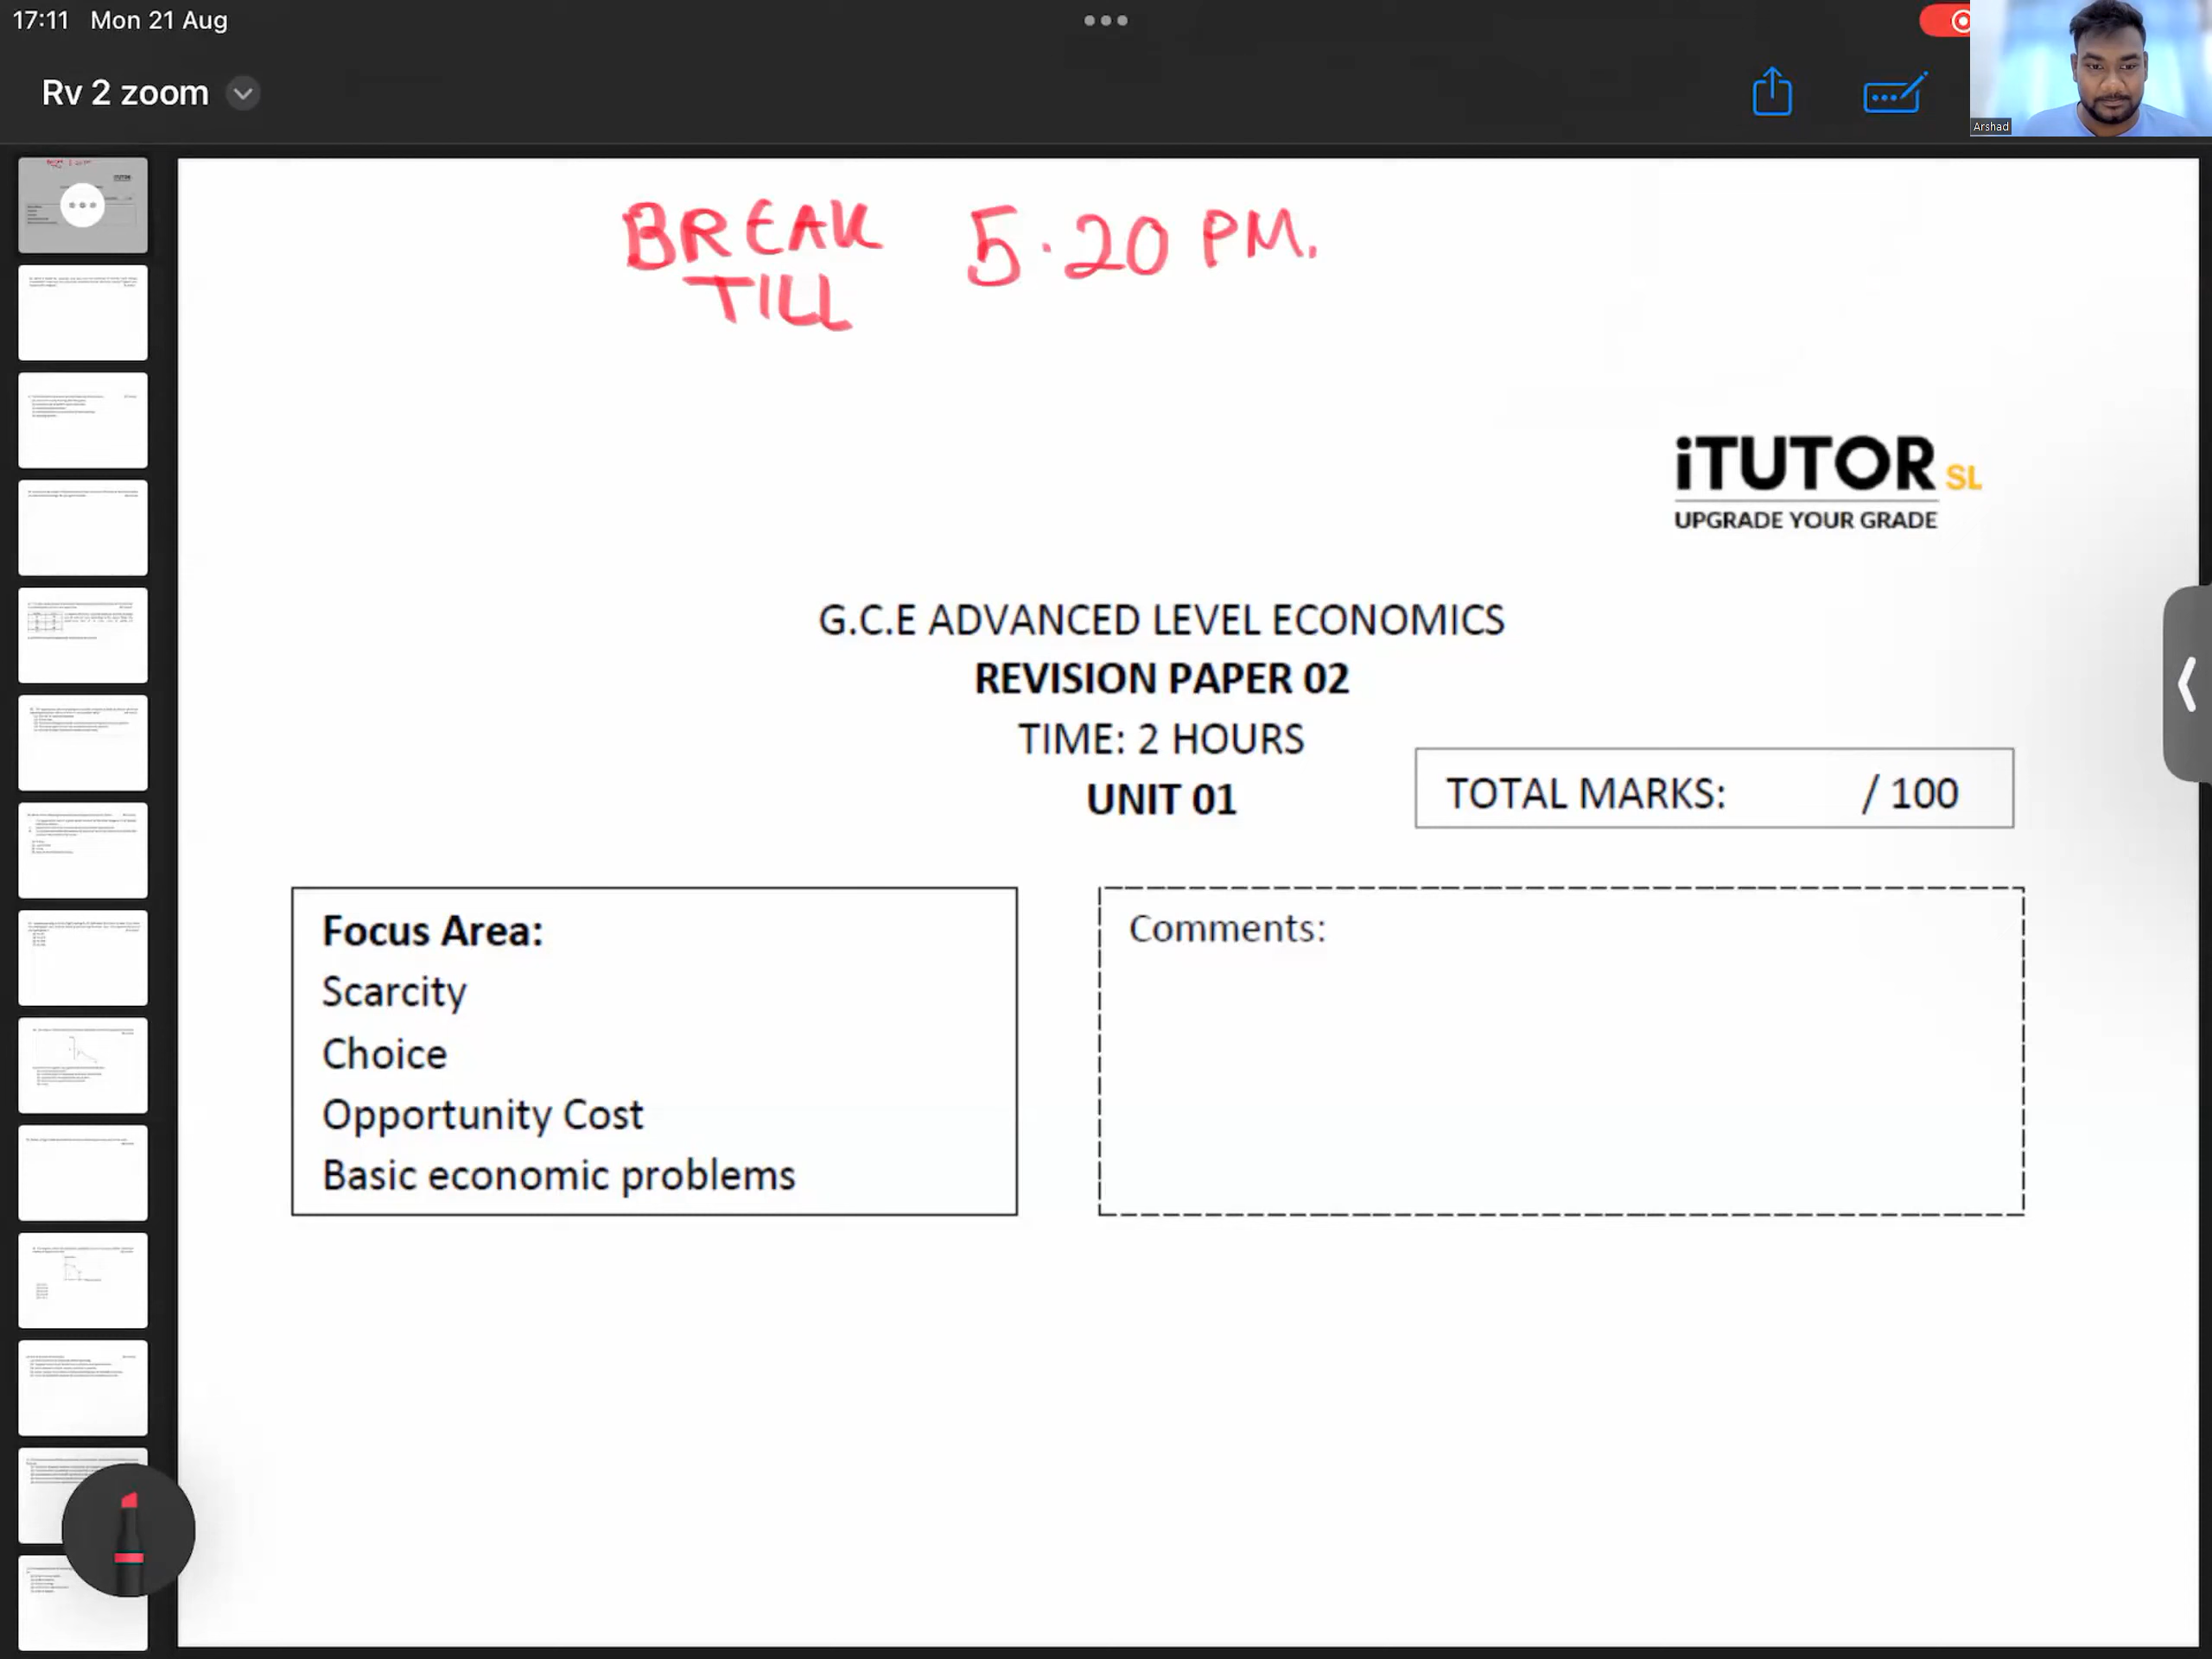 17:11 Mon 21 Aug
Rv 2 zoom
Arshad
BREAK 5.20 PM.
TILL
iTUTOR SL
UPGRADE YOUR GRADE
G.C.E ADVANCED LEVEL ECONOMICS
REVISION PAPER 02
TIME: 2 HOURS
UNIT 01
TOTAL MARKS: / 100
Focus Area:
Scarcity
Choice
Opportunity Cost
Basic economic problems
Comments: